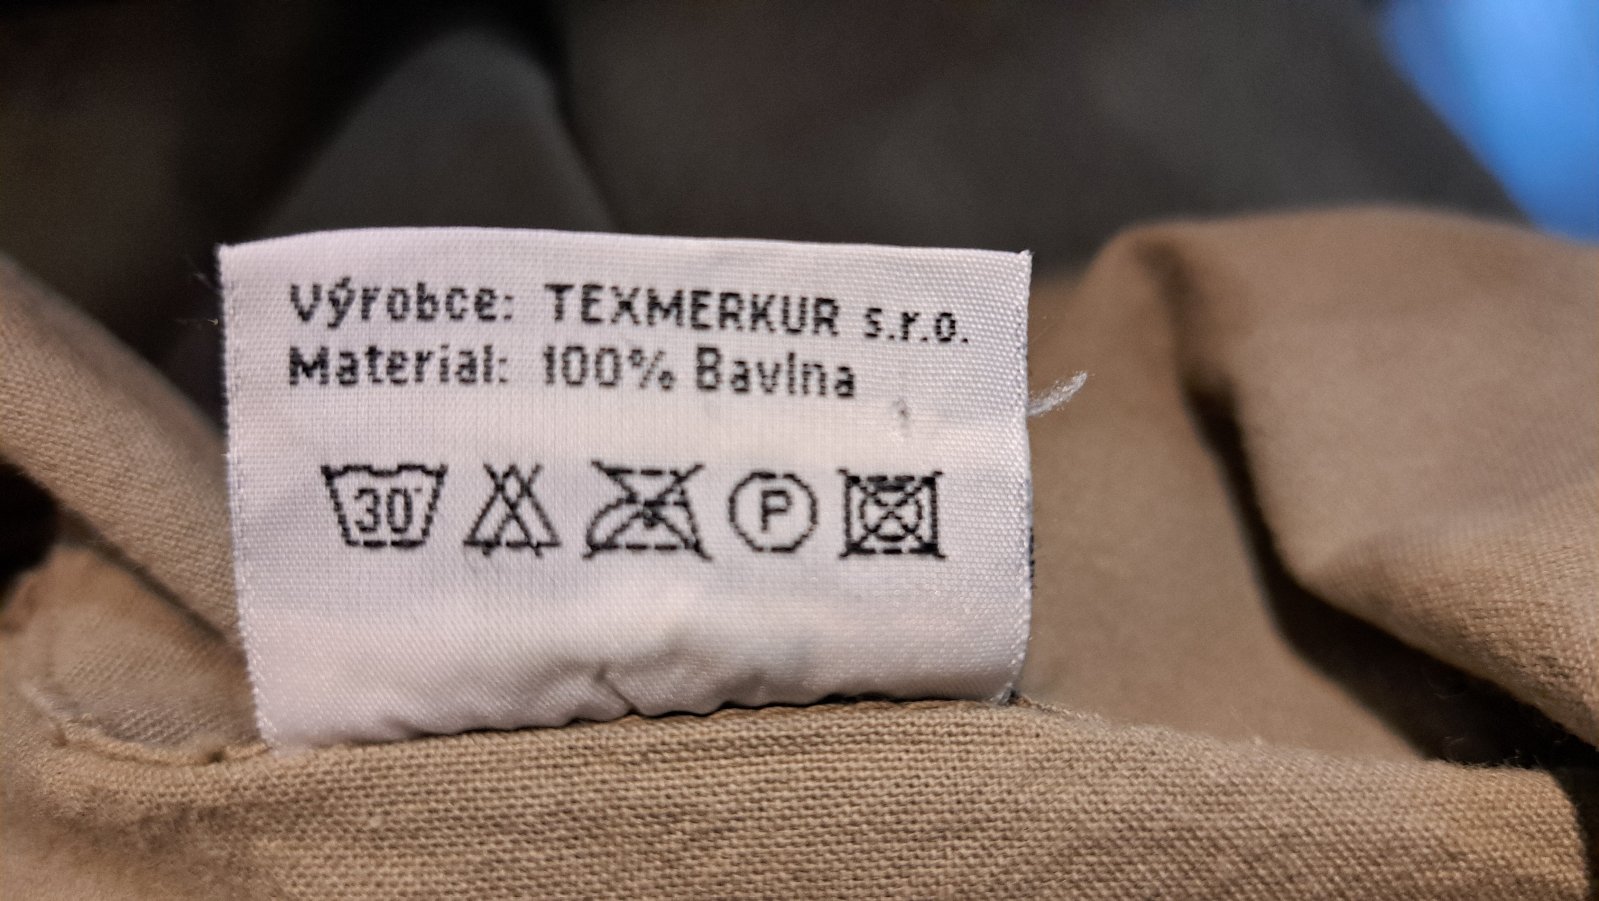 Výrobce: TEXMERKUR s.r.o.
Material: 100% Bavlna
30° P